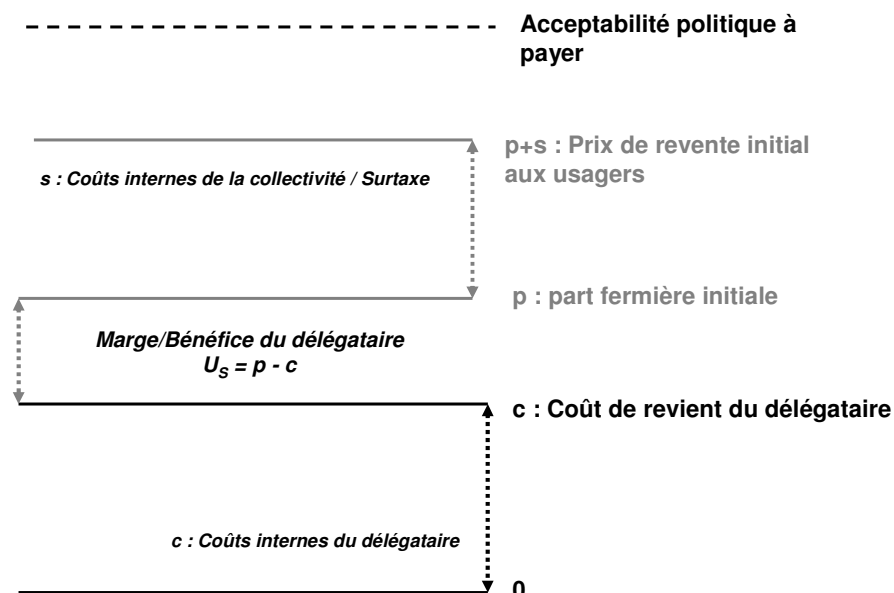 Acceptabilité politique à
payer
p+s : Prix de revente initial
aux usagers
s : Coûts internes de la collectivité / Surtaxe
p : part fermière initiale
Marge/Bénéfice du délégataire
U_S = p - c
c : Coût de revient du délégataire
c : Coûts internes du délégataire
0